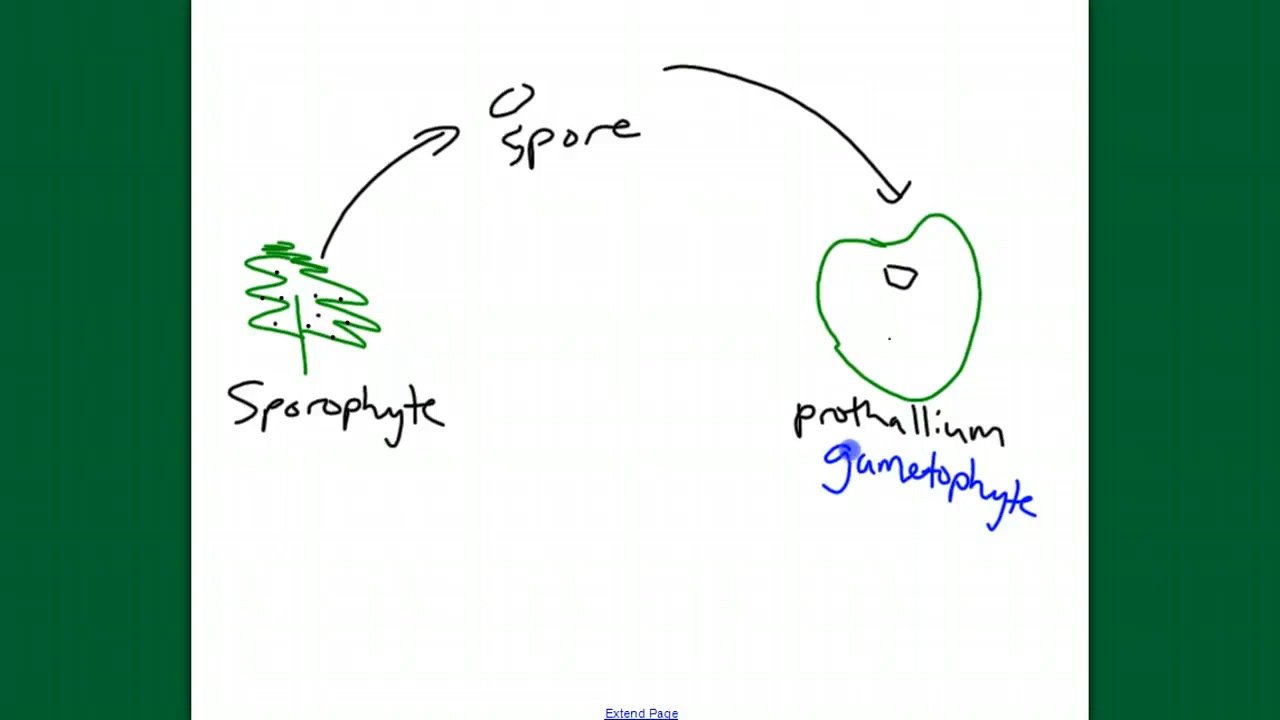 spore
Sporophyte
prothallium
gametophyte
Extend Page